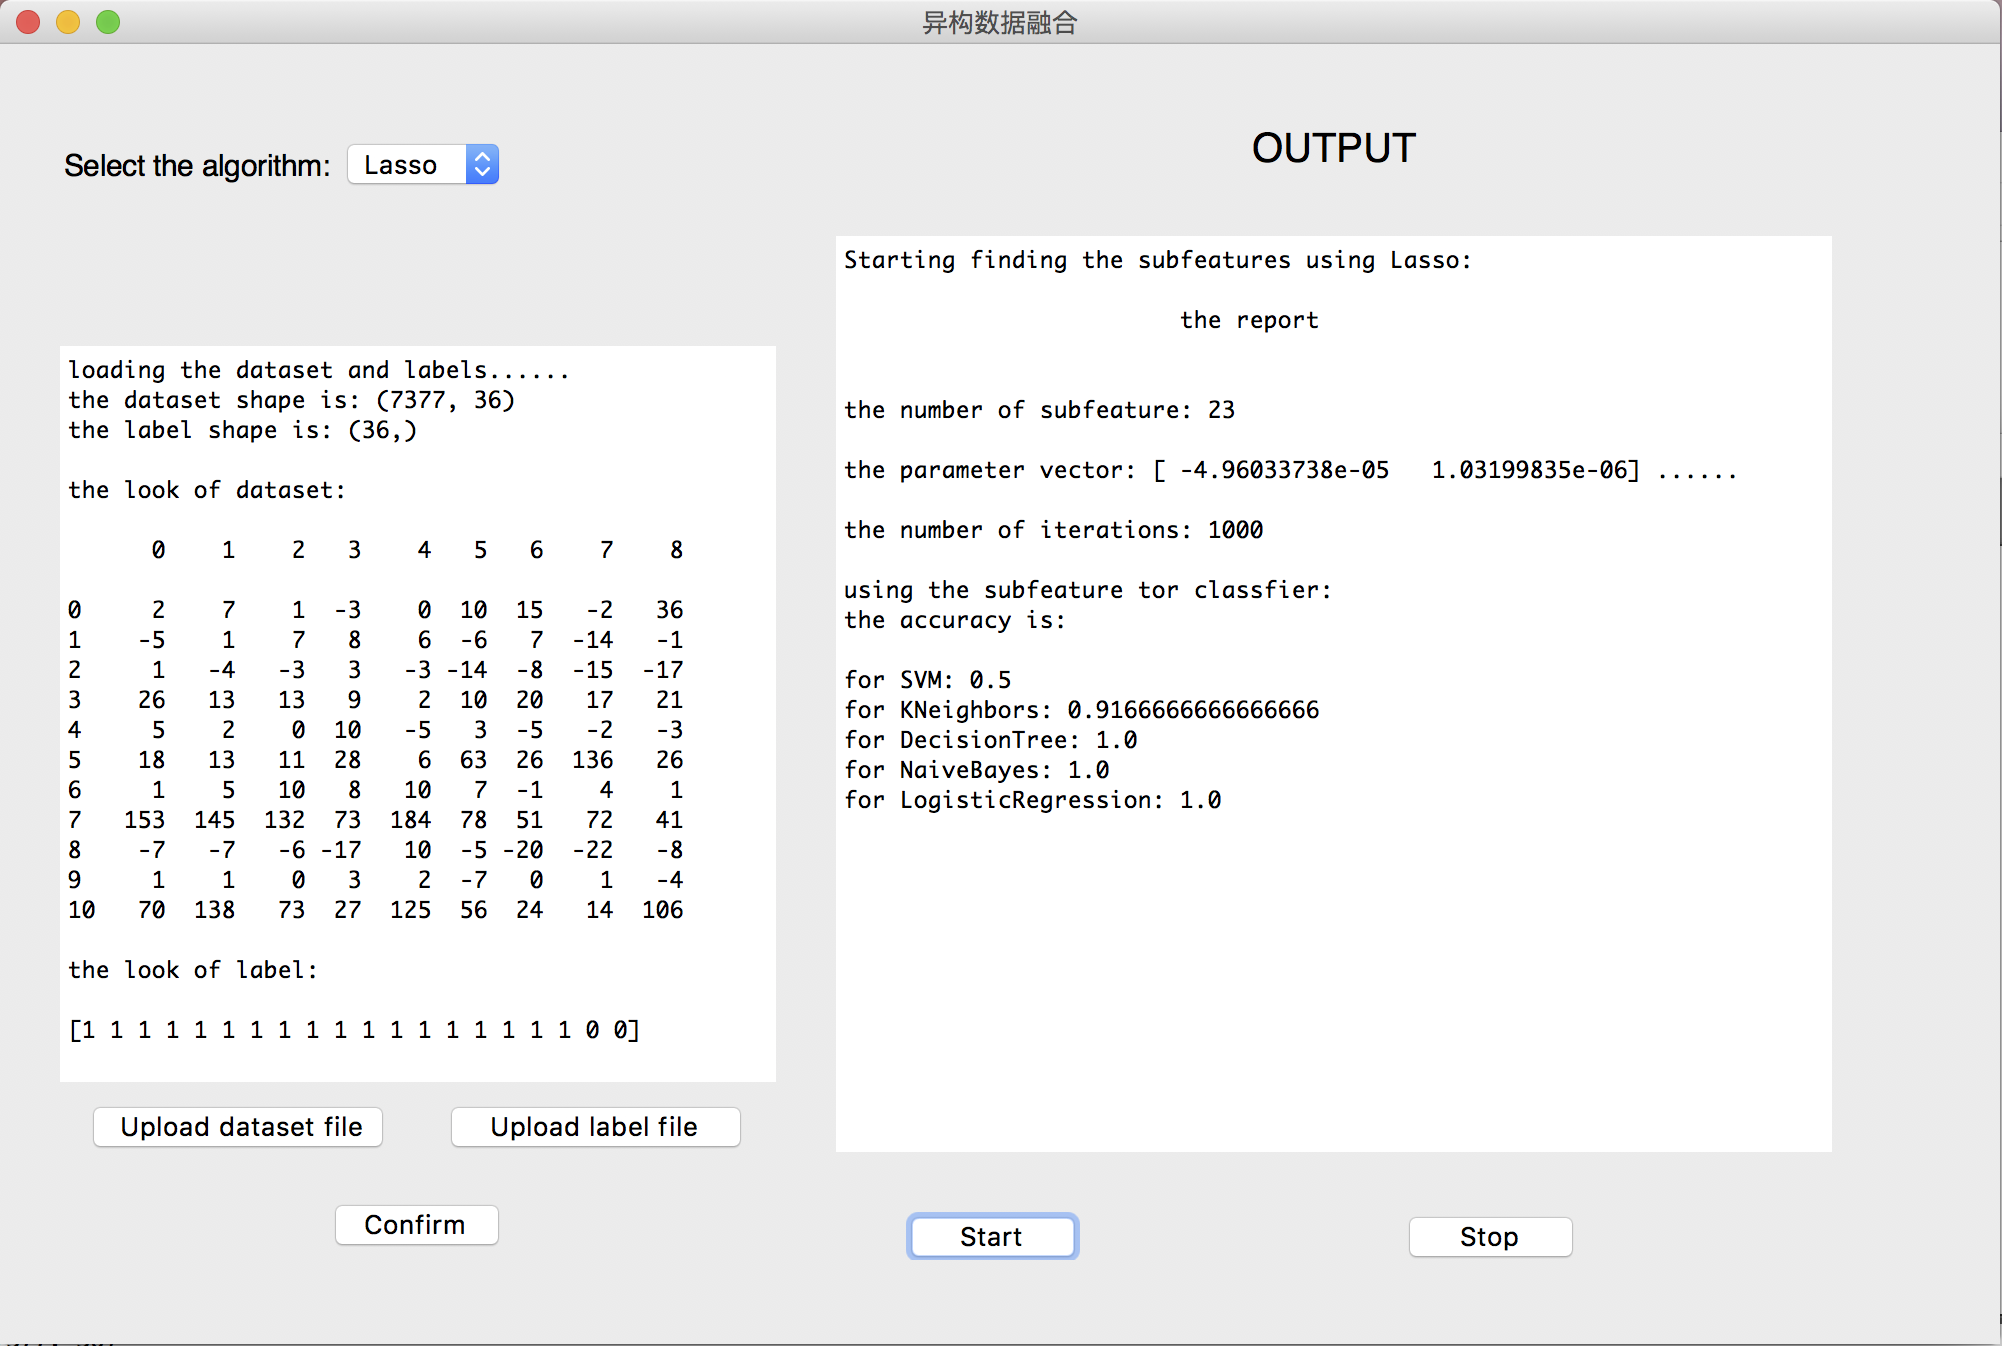 异构数据融合
Select the algorithm: Lasso
loading the dataset and labels......
the dataset shape is: (7377, 36)
the label shape is: (36,)
the look of dataset:
0 1 2 3 4 5 6 7 8
0 2 7 1 -3 0 10 15 -2 36
1 -5 1 7 8 6 -6 7 -14 -1
2 1 -4 -3 3 -3 -14 -8 -15 -17
3 26 13 13 9 2 10 20 17 21
4 5 2 0 10 -5 3 -5 -2 -3
5 18 13 11 28 6 63 26 136 26
6 1 5 10 8 10 7 -1 4 1
7 153 145 132 73 184 78 51 72 41
8 -7 -7 -6 -17 10 -5 -20 -22 -8
9 1 1 0 3 2 -7 0 1 -4
10 70 138 73 27 125 56 24 14 106
the look of label:
[1 1 1 1 1 1 1 1 1 1 1 1 1 1 1 1 1 1 0 0]
Upload dataset file
Upload label file
Confirm
OUTPUT
Starting finding the subfeatures using Lasso:
the report
the number of subfeature: 23
the parameter vector: [ -4.96033738e-05 1.03199835e-06] ......
the number of iterations: 1000
using the subfeature tor classfier:
the accuracy is:
for SVM: 0.5
for KNeighbors: 0.9166666666666666
for DecisionTree: 1.0
for NaiveBayes: 1.0
for LogisticRegression: 1.0
Start
Stop